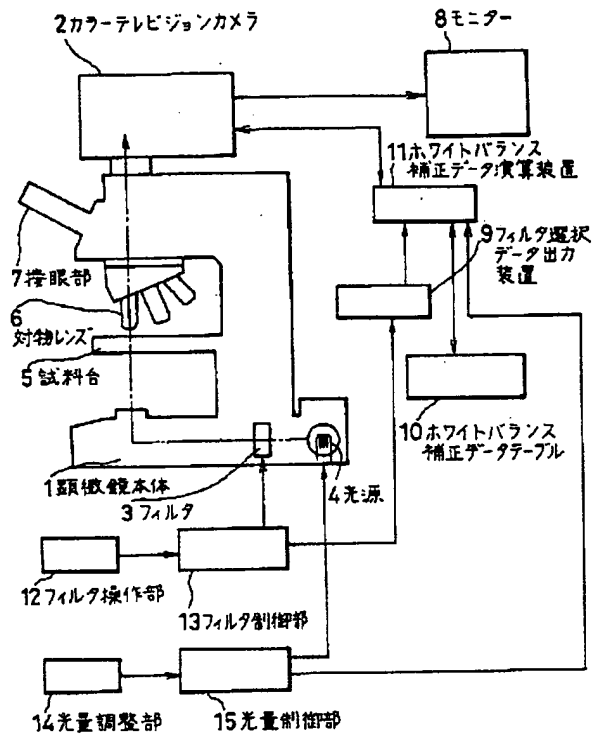 2カラーテレビジョンカメラ
8モニター
11ホワイトバランス
補正データ演算装置
9フィルタ選択
データ出力
装置
7接眼部
6
対物レンズ
5試料台
10ホワイトバランス
補正データテーブル
1顕微鏡本体
4光源
3フィルタ
12フィルタ操作部
13フィルタ制御部
14光量調整部
15光量制御部